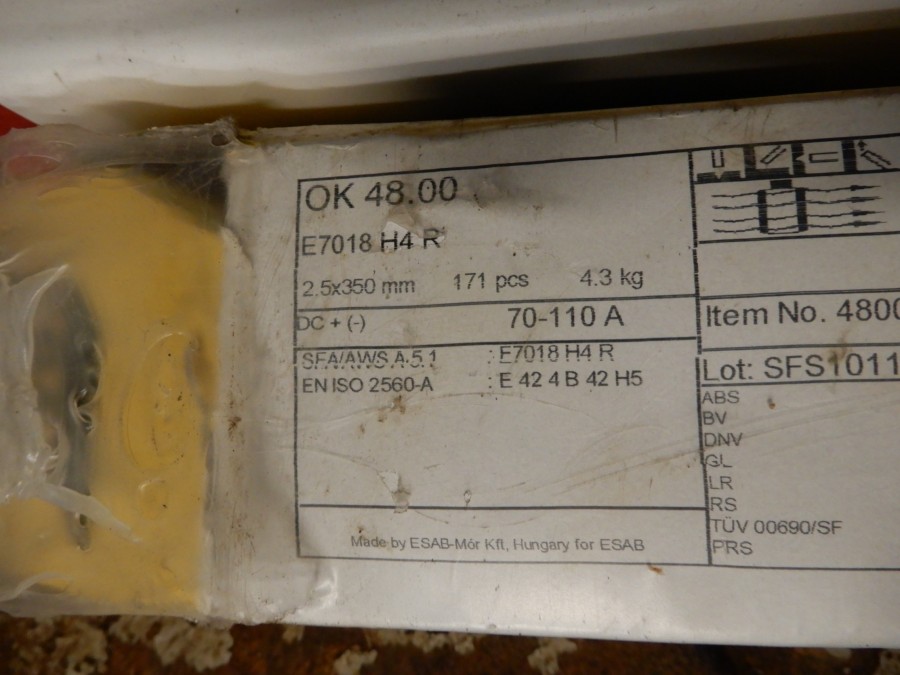 OK 48.00
E7018 H4 R
2.5x350 mm 171 pcs 4.3 kg
DC + (-) 70-110 A
SFA/AWS A 5.1 : E7018 H4 R
EN ISO 2560-A : E 42 4 B 42 H5
Made by ESAB-Mór Kft, Hungary for ESAB
Item No. 4800
Lot: SFS1011
ABS
BV
DNV
GL
LR
RS
TÜV 00690/SF
PRS